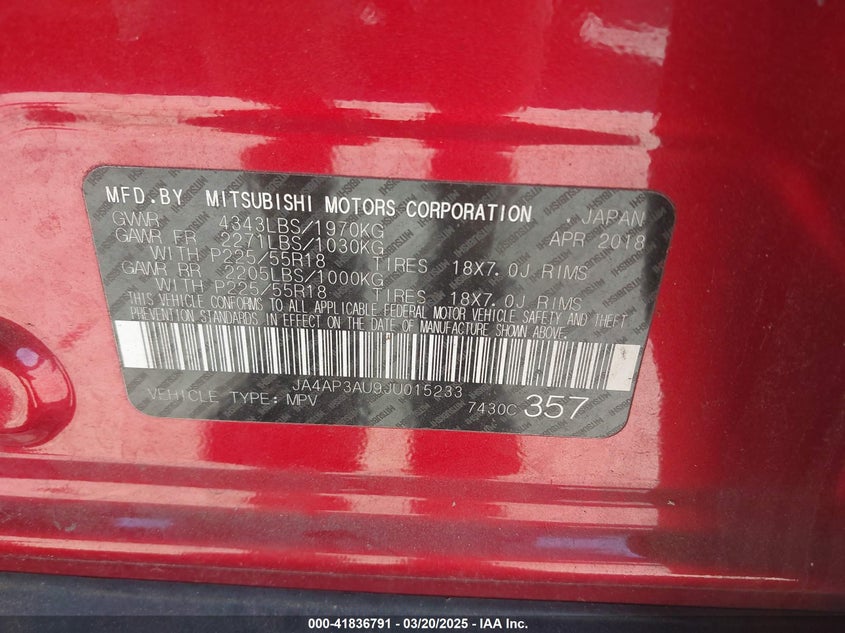 MFD.BY MITSUBISHI MOTORS CORPORATION , JAPAN
GVWR 4343LBS/1970KG APR 2018
GAWR FR 2271LBS/1030KG
WITH P225/55R18 TIRES 18X7.0J RIMS
GAWR RR 2205LBS/1000KG
WITH P225/55R18 TIRES 18X7.0J RIMS
THIS VEHICLE CONFORMS TO ALL APPLICABLE FEDERAL MOTOR VEHICLE SAFETY AND THEFT
PREVENTION STANDARDS IN EFFECT ON THE DATE OF MANUFACTURE SHOWN ABOVE.
JA4AP3AU9JU015233
VEHICLE TYPE: MPV 7430C 357
000-41836791 - 03/20/2025 - IAA Inc.